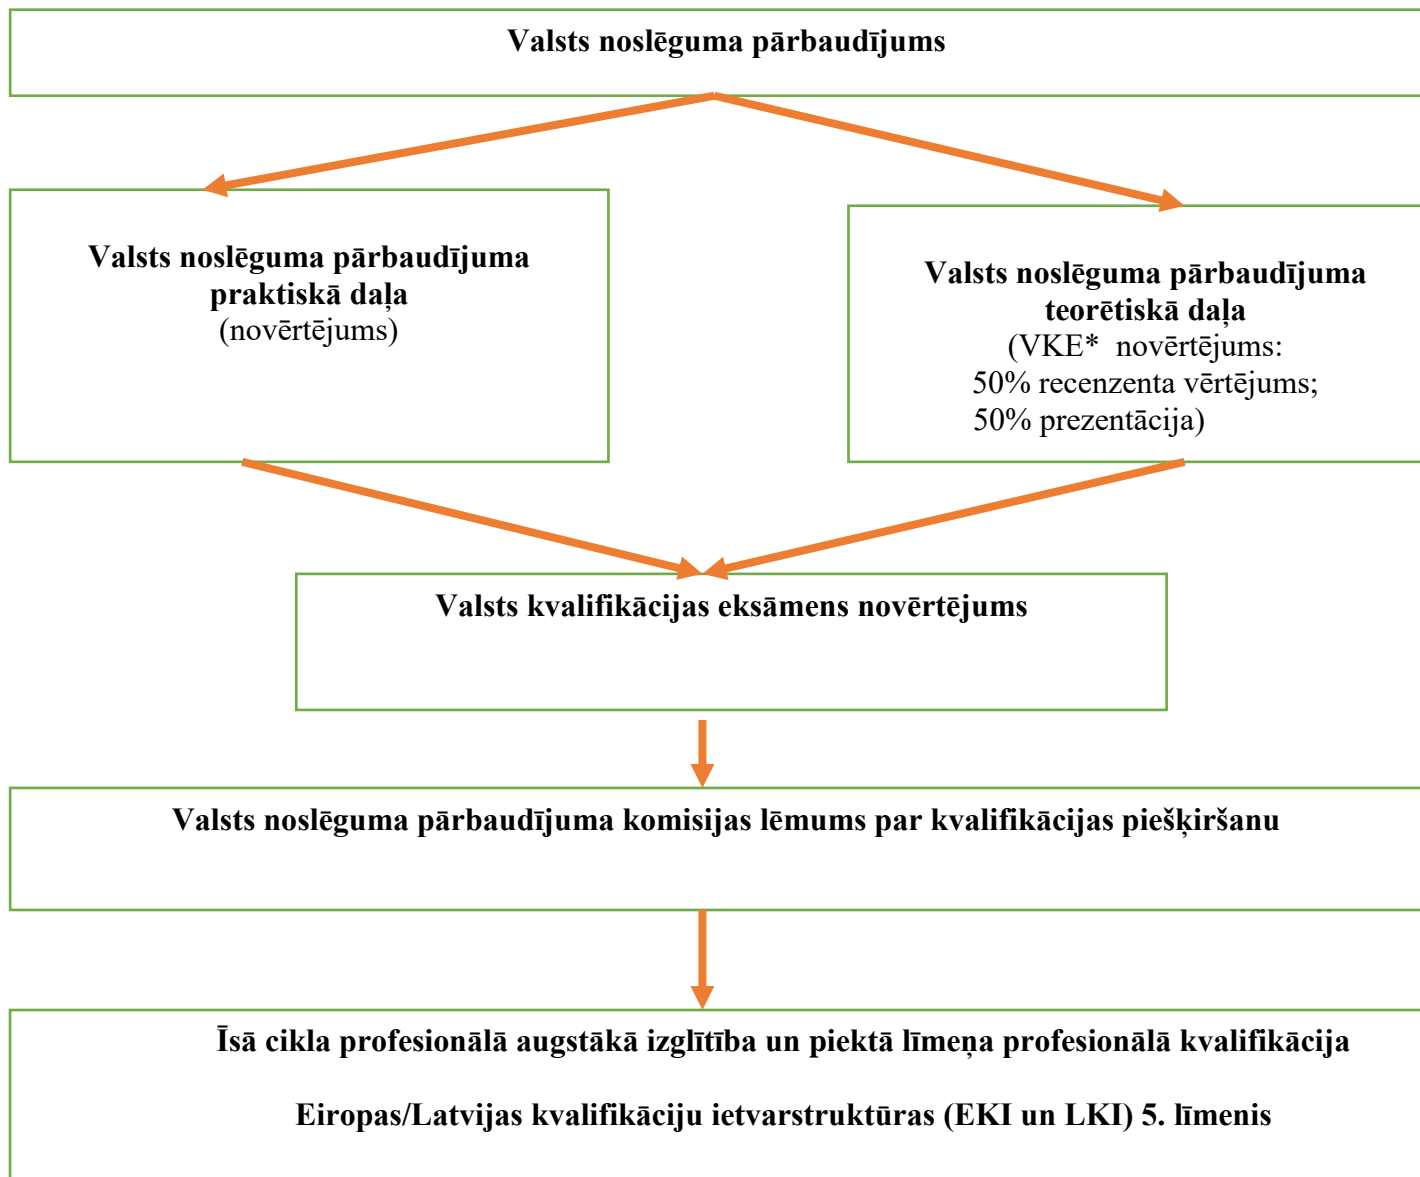 Valsts noslēguma pārbaudījums
Valsts noslēguma pārbaudījuma
praktiskā daļa
(novērtējums)
Valsts noslēguma pārbaudījuma
teorētiskā daļa
(VKE* novērtējums:
50% recenzenta vērtējums;
50% prezentācija)
Valsts kvalifikācijas eksāmens novērtējums
Valsts noslēguma pārbaudījuma komisijas lēmums par kvalifikācijas piešķiršanu
Īsā cikla profesionālā augstākā izglītība un piektā līmeņa profesionālā kvalifikācija
Eiropas/Latvijas kvalifikāciju ietvarstruktūras (EKI un LKI) 5. līmenis